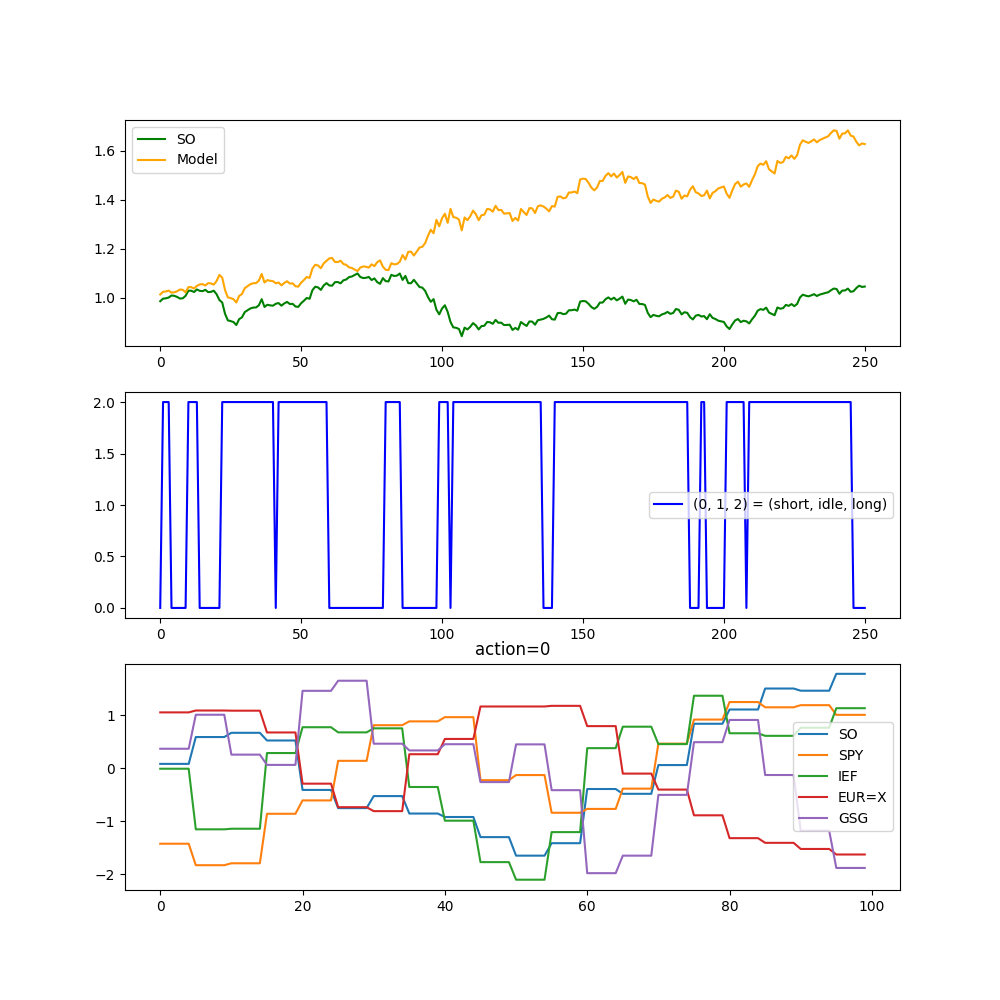 SO
Model
1.6
1.4
1.2
1.0
0 50 100 150 200 250
2.0
1.5
1.0
0.5
0.0
(0, 1, 2) = (short, idle, long)
0 50 100 150 200 250
action=0
1
0
−1
−2
SO
SPY
IEF
EUR=X
GSG
0 20 40 60 80 100